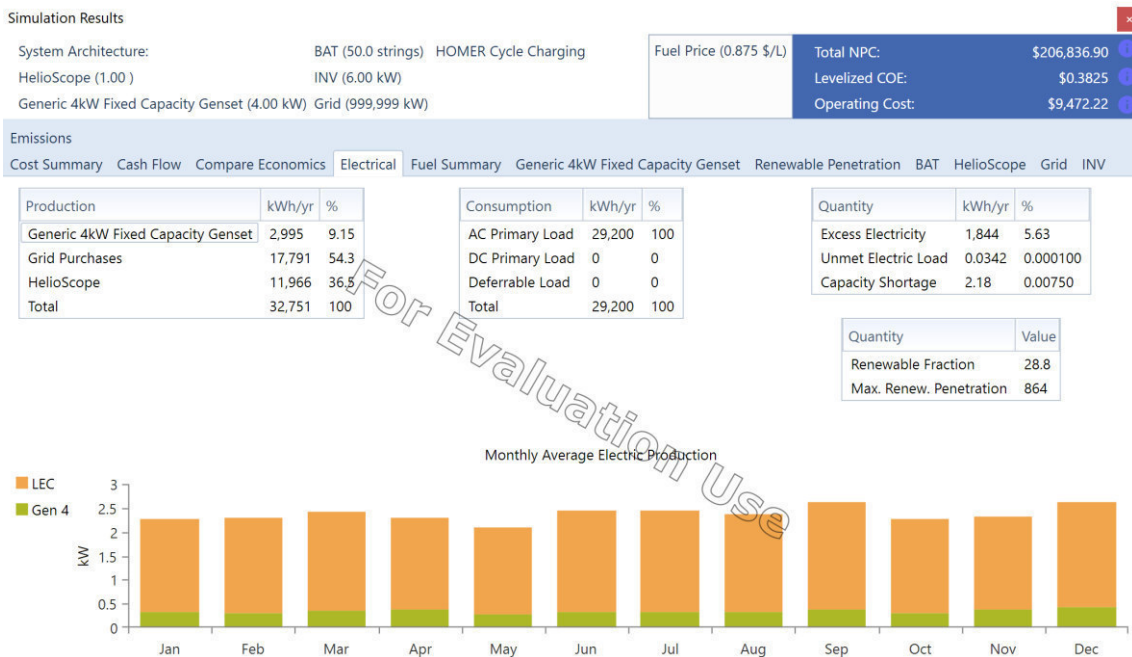 Simulation Results
System Architecture:
HelioScope (1.00 )
Generic 4kW Fixed Capacity Genset (4.00 kW)
BAT (50.0 strings)
INV (6.00 kW)
Grid (999,999 kW)
HOMER Cycle Charging
Fuel Price (0.875 $/L)
Total NPC: $206,836.90
Levelized COE: $0.3825
Operating Cost: $9,472.22
Emissions
Cost Summary Cash Flow Compare Economics Electrical Fuel Summary Generic 4kW Fixed Capacity Genset Renewable Penetration BAT HelioScope Grid INV
Production kWh/yr %
Generic 4kW Fixed Capacity Genset 2,995 9.15
Grid Purchases 17,791 54.3
HelioScope 11,966 36.5
Total 32,751 100
Consumption kWh/yr %
AC Primary Load 29,200 100
DC Primary Load 0 0
Deferrable Load 0 0
Total 29,200 100
Quantity kWh/yr %
Excess Electricity 1,844 5.63
Unmet Electric Load 0.0342 0.000100
Capacity Shortage 2.18 0.00750
Quantity Value
Renewable Fraction 28.8
Max. Renew. Penetration 864
For Evaluation Use
Monthly Average Electric Production
LEC
Gen 4
kW
3
2.5
2
1.5
1
0.5
0
Jan Feb Mar Apr May Jun Jul Aug Sep Oct Nov Dec